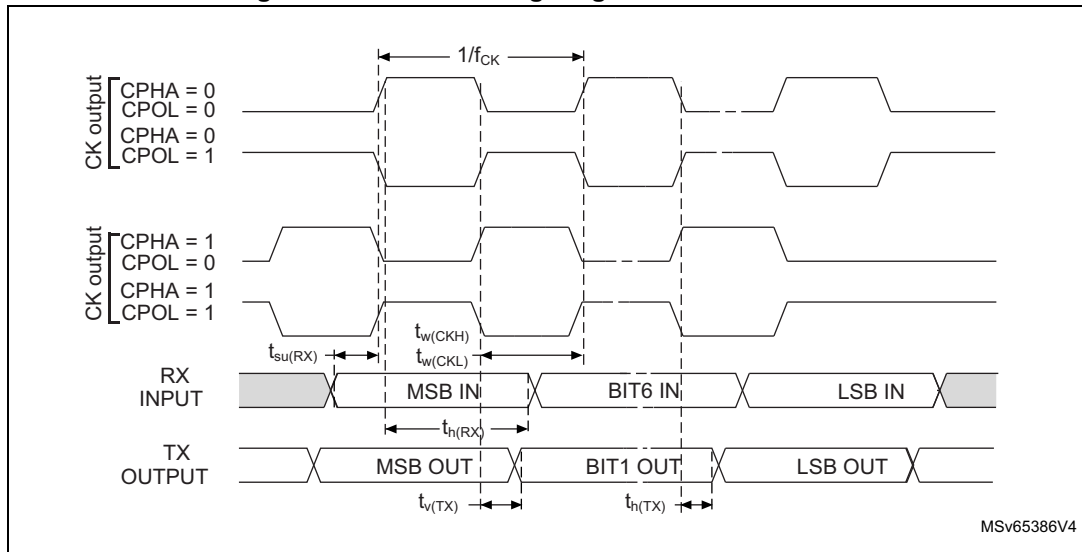 1/fCK
CK output
CPHA = 0
CPOL = 0
CPHA = 0
CPOL = 1
CK output
CPHA = 1
CPOL = 0
CPHA = 1
CPOL = 1
tw(CKH)
tsu(RX)
tw(CKL)
RX
INPUT
MSB IN
BIT6 IN
LSB IN
th(RX)
TX
OUTPUT
MSB OUT
BIT1 OUT
LSB OUT
tv(TX)
th(TX)
MSv65386V4